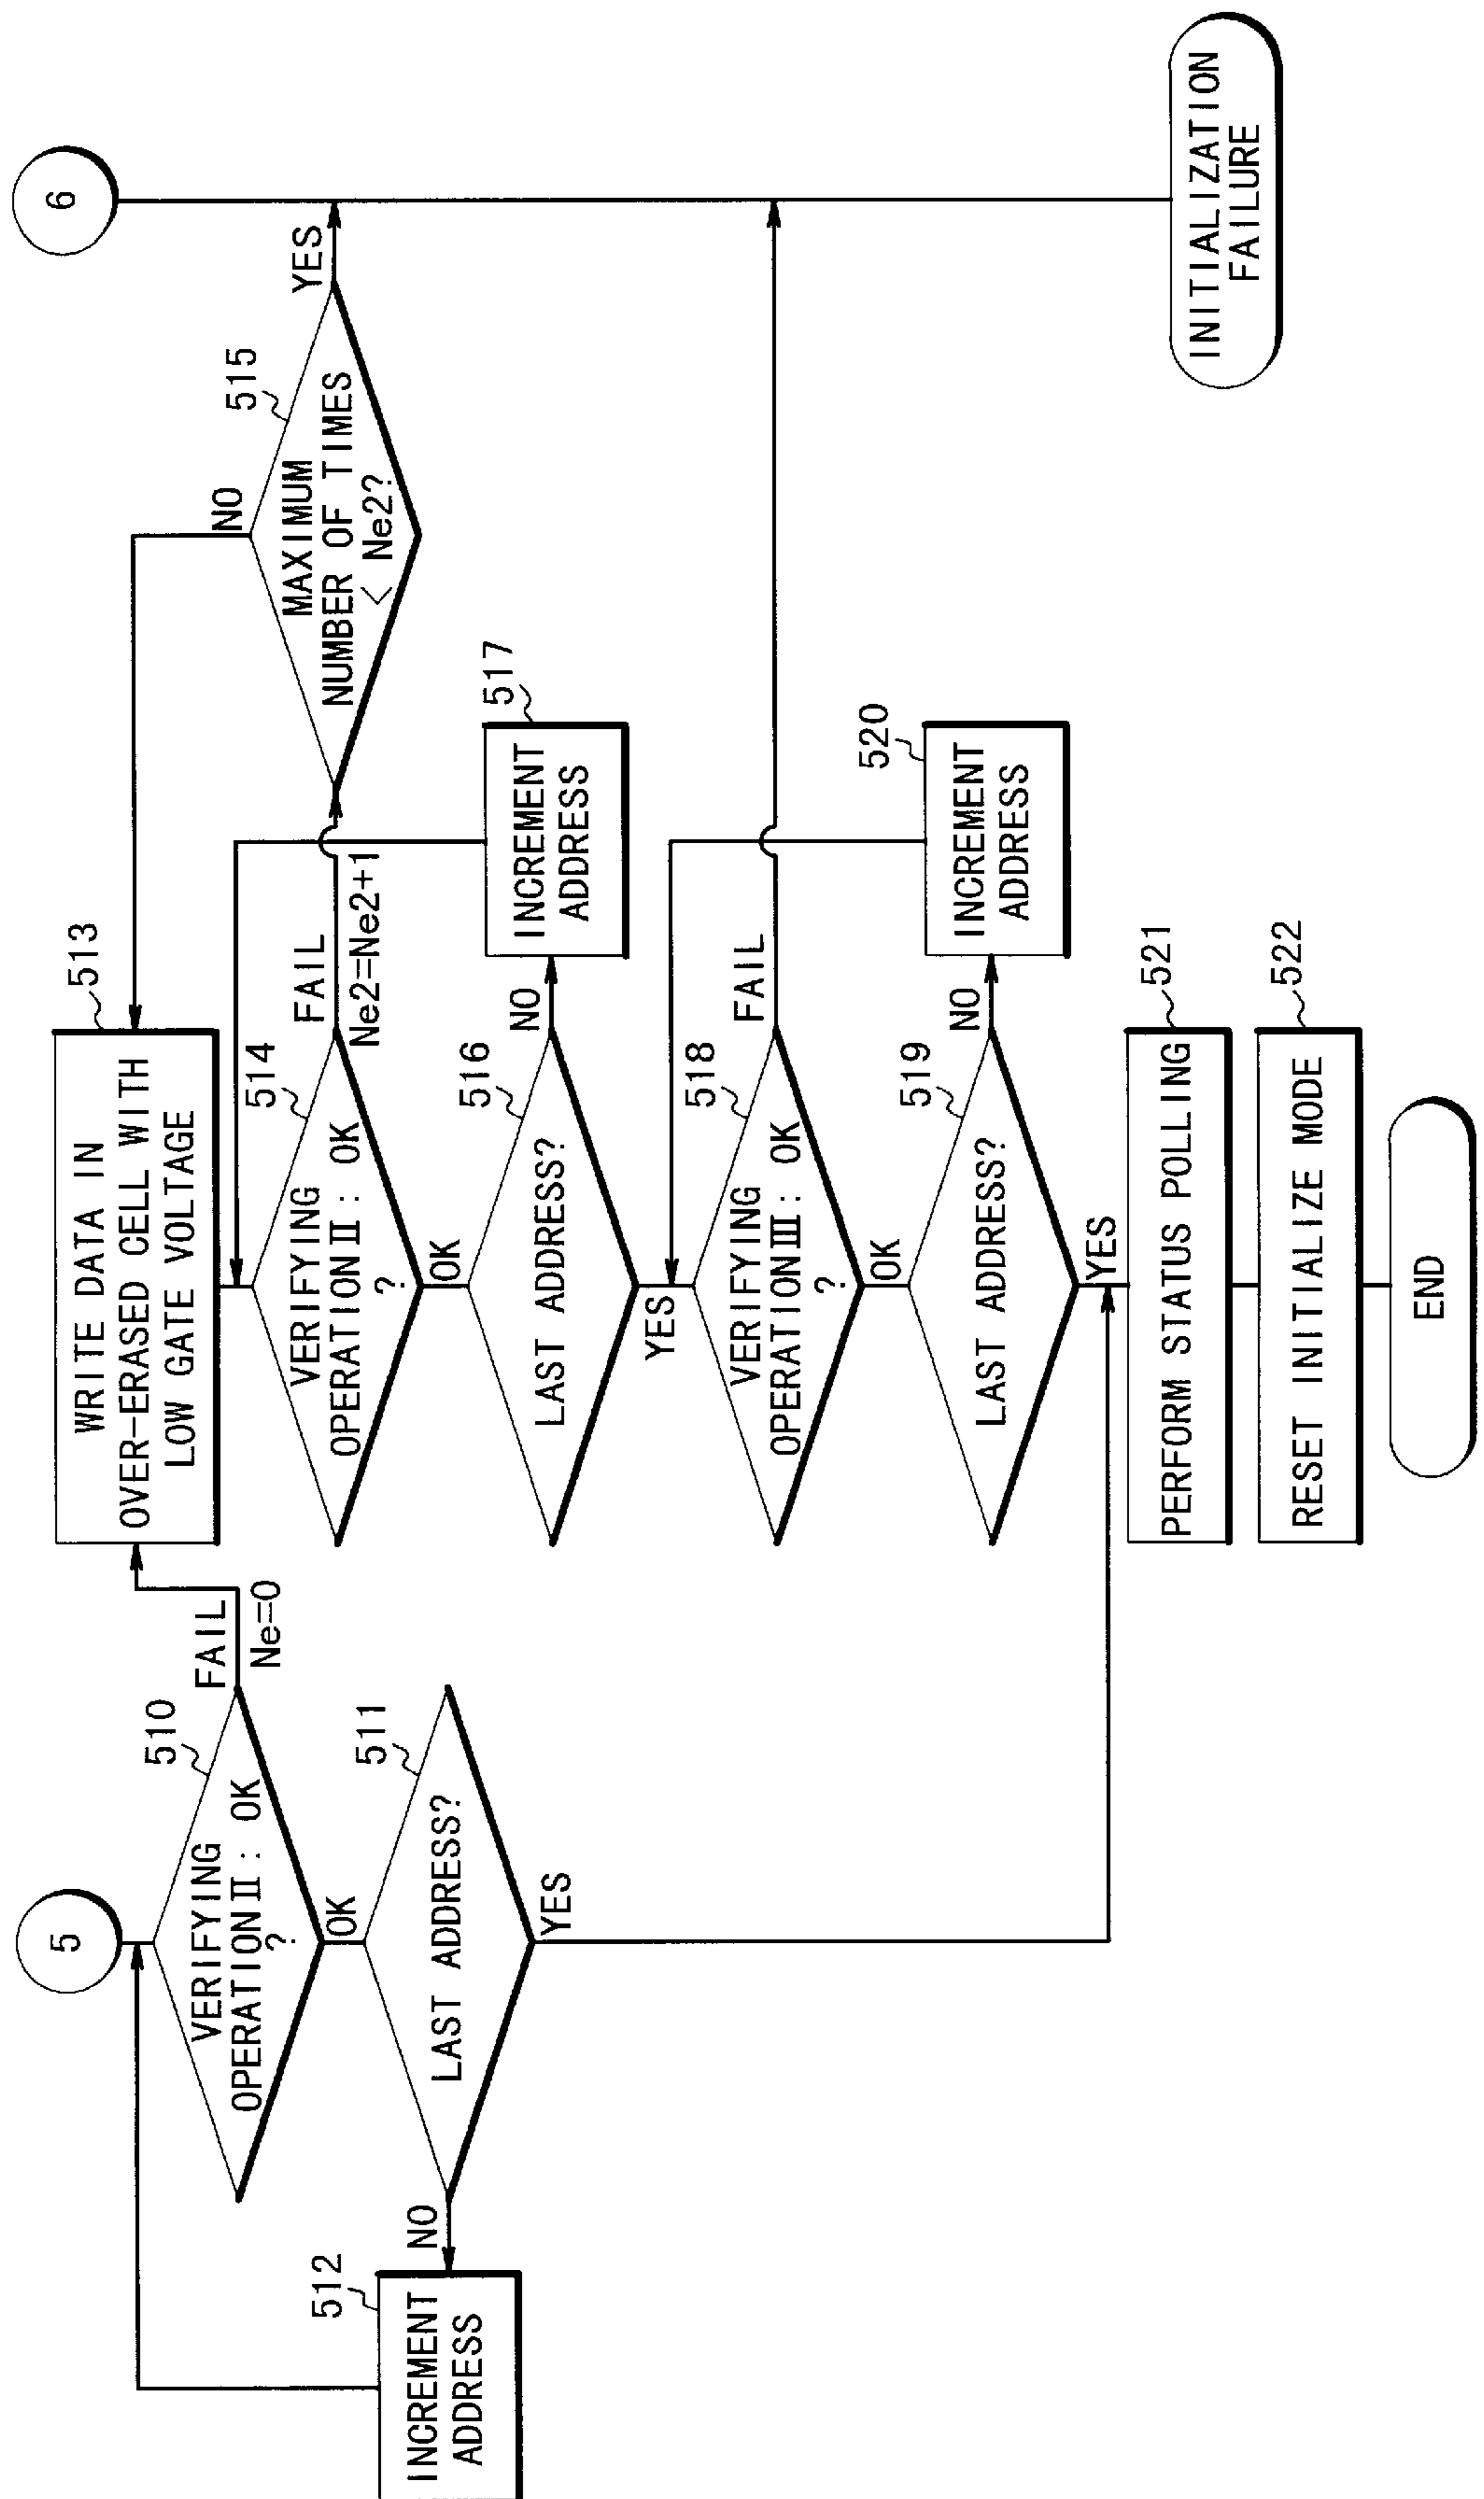 5
VERIFYING
OPERATION II : OK
?
510
FAIL
Ne=0
OK
LAST ADDRESS?
511
NO
YES
INCREMENT
ADDRESS
512
WRITE DATA IN
OVER-ERASED CELL WITH
LOW GATE VOLTAGE
513
VERIFYING
OPERATION II : OK
?
514
FAIL
Ne2=Ne2+1
OK
MAXIMUM
NUMBER OF TIMES
< Ne2?
515
NO
YES
6
LAST ADDRESS?
516
NO
YES
INCREMENT
ADDRESS
517
VERIFYING
OPERATION III : OK
?
518
FAIL
OK
LAST ADDRESS?
519
NO
YES
INCREMENT
ADDRESS
520
PERFORM STATUS POLLING
521
RESET INITIALIZE MODE
522
END
INITIALIZATION
FAILURE